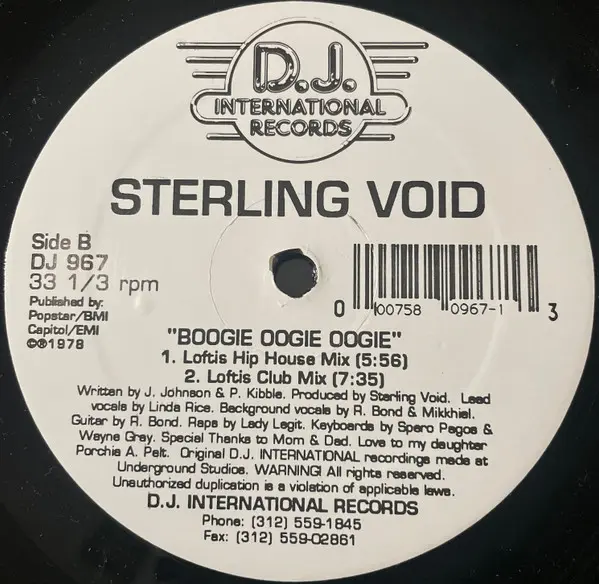 D.J.
INTERNATIONAL
RECORDS
STERLING VOID
Side B
DJ 967
33 1/3 rpm
Published by:
Popstar/BMI
Capitol/EMI
©℗1978
0 00758 0967-1 3
"BOOGIE OOGIE OOGIE"
1. Loftis Hip House Mix (5:56)
2. Loftis Club Mix (7:35)
Written by J. Johnson & P. Kibble. Produced by Sterling Void. Lead
vocals by Linda Rice. Background vocals by R. Bond & Mikkhiel.
Guitar by R. Bond. Raps by Lady Legit. Keyboards by Spero Pagos &
Wayne Gray. Special Thanks to Mom & Dad. Love to my daughter
Porchia A. Pelt. Original D.J. INTERNATIONAL recordings made at
Underground Studios. WARNING! All rights reserved.
Unauthorized duplication is a violation of applicable laws.
D.J. INTERNATIONAL RECORDS
Phone: (312) 559-1845
Fax: (312) 559-02861